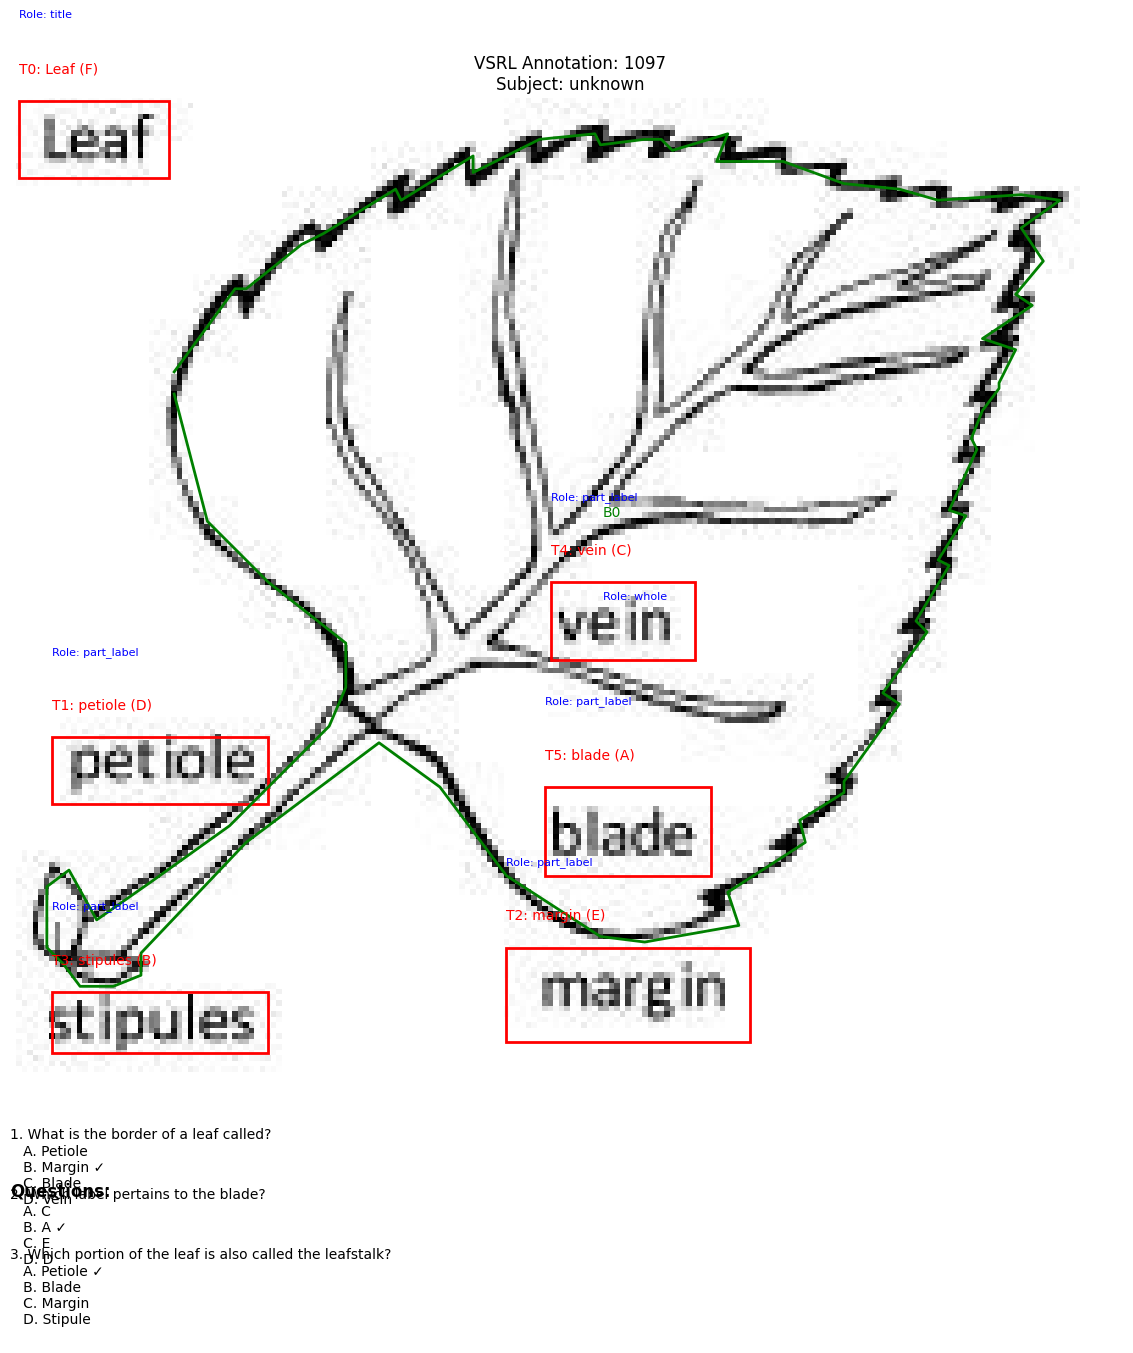 Role: title
T0: Leaf (F)
VSRL Annotation: 1097
Subject: unknown
Leaf
Role: part_label
B0
T4: vein (C)
Role: whole
vein
Role: part_label
T1: petiole (D)
petiole
Role: part_label
T5: blade (A)
blade
Role: part_label
T2: margin (E)
margin
Role: part_label
T3: stipules (B)
stipules
1. What is the border of a leaf called?
A. Petiole
B. Margin ✓
C. Blade
D. Vein
Questions:
2. Which label pertains to the blade?
A. C
B. A ✓
C. E
D. D
3. Which portion of the leaf is also called the leafstalk?
A. Petiole ✓
B. Blade
C. Margin
D. Stipule